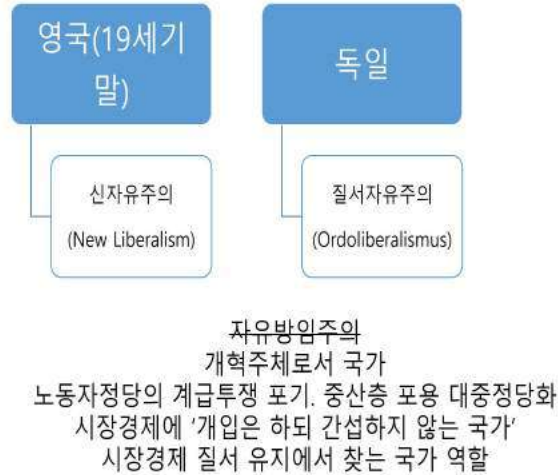 영국(19세기
말)
독일
신자유주의
(New Liberalism)
질서자유주의
(Ordoliberalismus)
자유방임주의
개혁주체로서 국가
노동자정당의 계급투쟁 포기. 중산층 포용 대중정당화
시장경제에 ‘개입은 하되 간섭하지 않는 국가’
시장경제 질서 유지에서 찾는 국가 역할